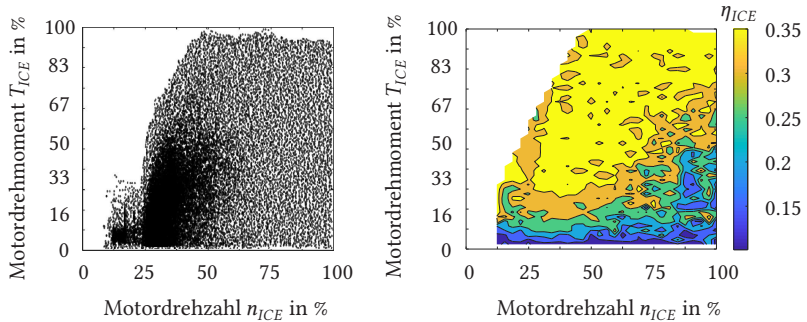 Motordrehmoment T_ICE in %
100
83
67
50
33
16
0
0 25 50 75 100
Motordrehzahl n_ICE in %
Motordrehmoment T_ICE in %
100
83
67
50
33
16
0
0 25 50 75 100
Motordrehzahl n_ICE in %
η_ICE
0.35
0.3
0.25
0.2
0.15